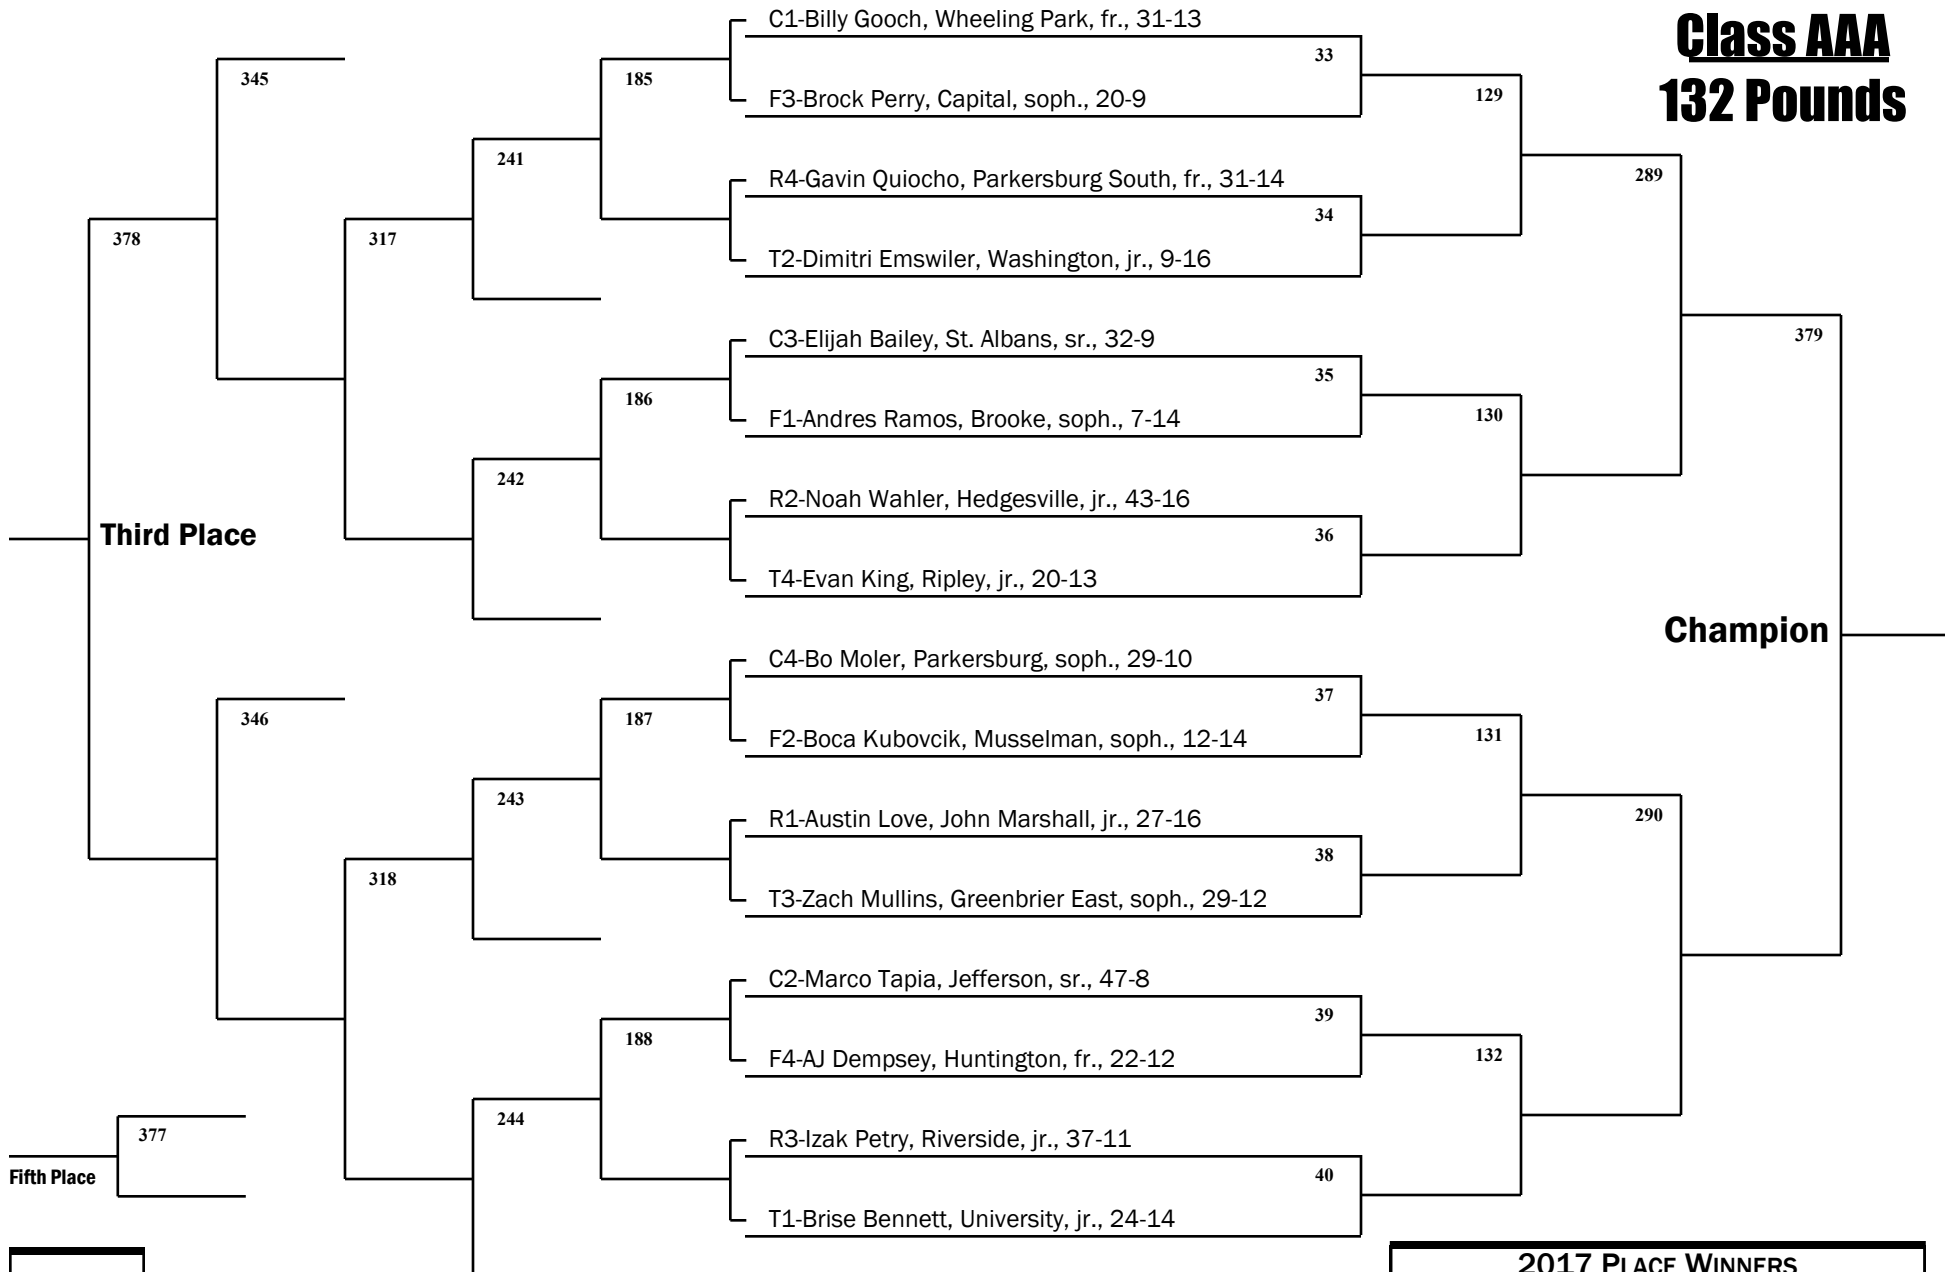 Class AAA
132 Pounds
C1-Billy Gooch, Wheeling Park, fr., 31-13
33
345
185
F3-Brock Perry, Capital, soph., 20-9
129
241
R4-Gavin Quiocho, Parkersburg South, fr., 31-14
289
34
378
317
T2-Dimitri Emswiler, Washington, jr., 9-16
C3-Elijah Bailey, St. Albans, sr., 32-9
379
35
186
F1-Andres Ramos, Brooke, soph., 7-14
130
242
R2-Noah Wahler, Hedgesville, jr., 43-16
Third Place
36
T4-Evan King, Ripley, jr., 20-13
Champion
C4-Bo Moler, Parkersburg, soph., 29-10
37
346
187
F2-Boca Kubovcik, Musselman, soph., 12-14
131
243
R1-Austin Love, John Marshall, jr., 27-16
290
38
318
T3-Zach Mullins, Greenbrier East, soph., 29-12
C2-Marco Tapia, Jefferson, sr., 47-8
39
188
F4-AJ Dempsey, Huntington, fr., 22-12
132
244
377
R3-Izak Petry, Riverside, jr., 37-11
Fifth Place
40
T1-Brise Bennett, University, jr., 24-14
2017 PLACE WINNERS